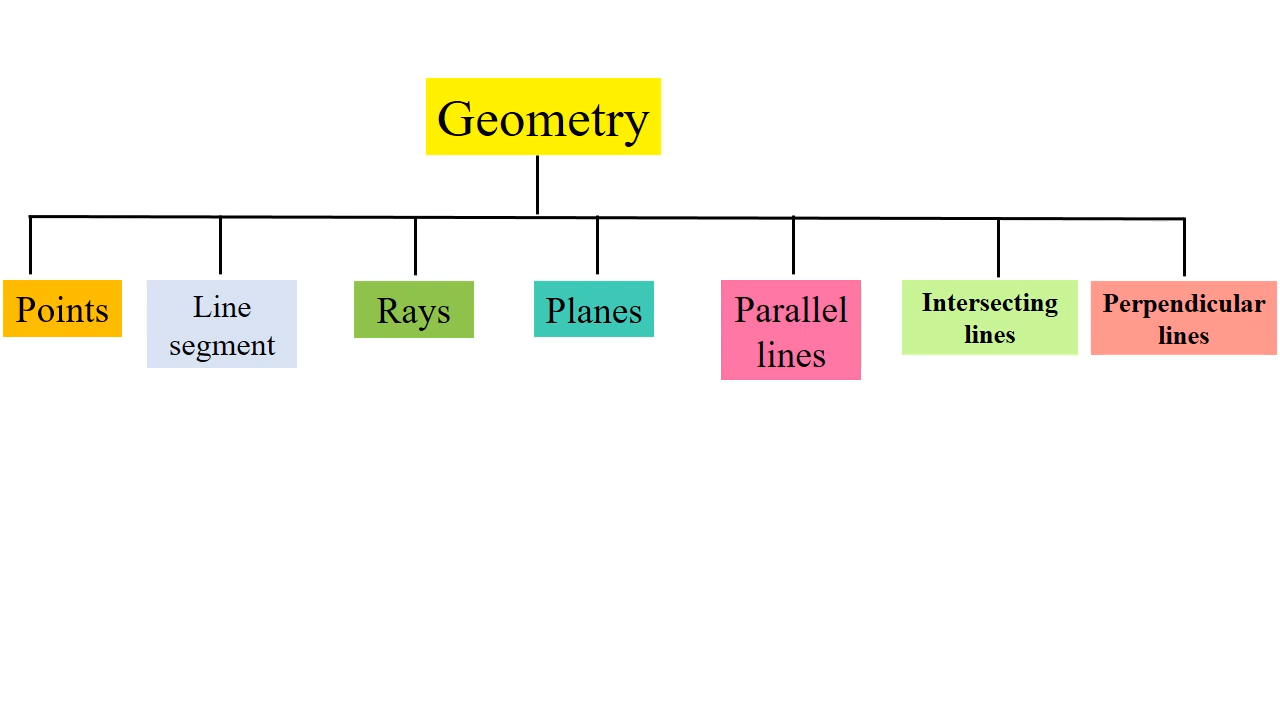 Geometry
Points
Line
segment
Rays
Planes
Parallel
lines
Intersecting
lines
Perpendicular
lines